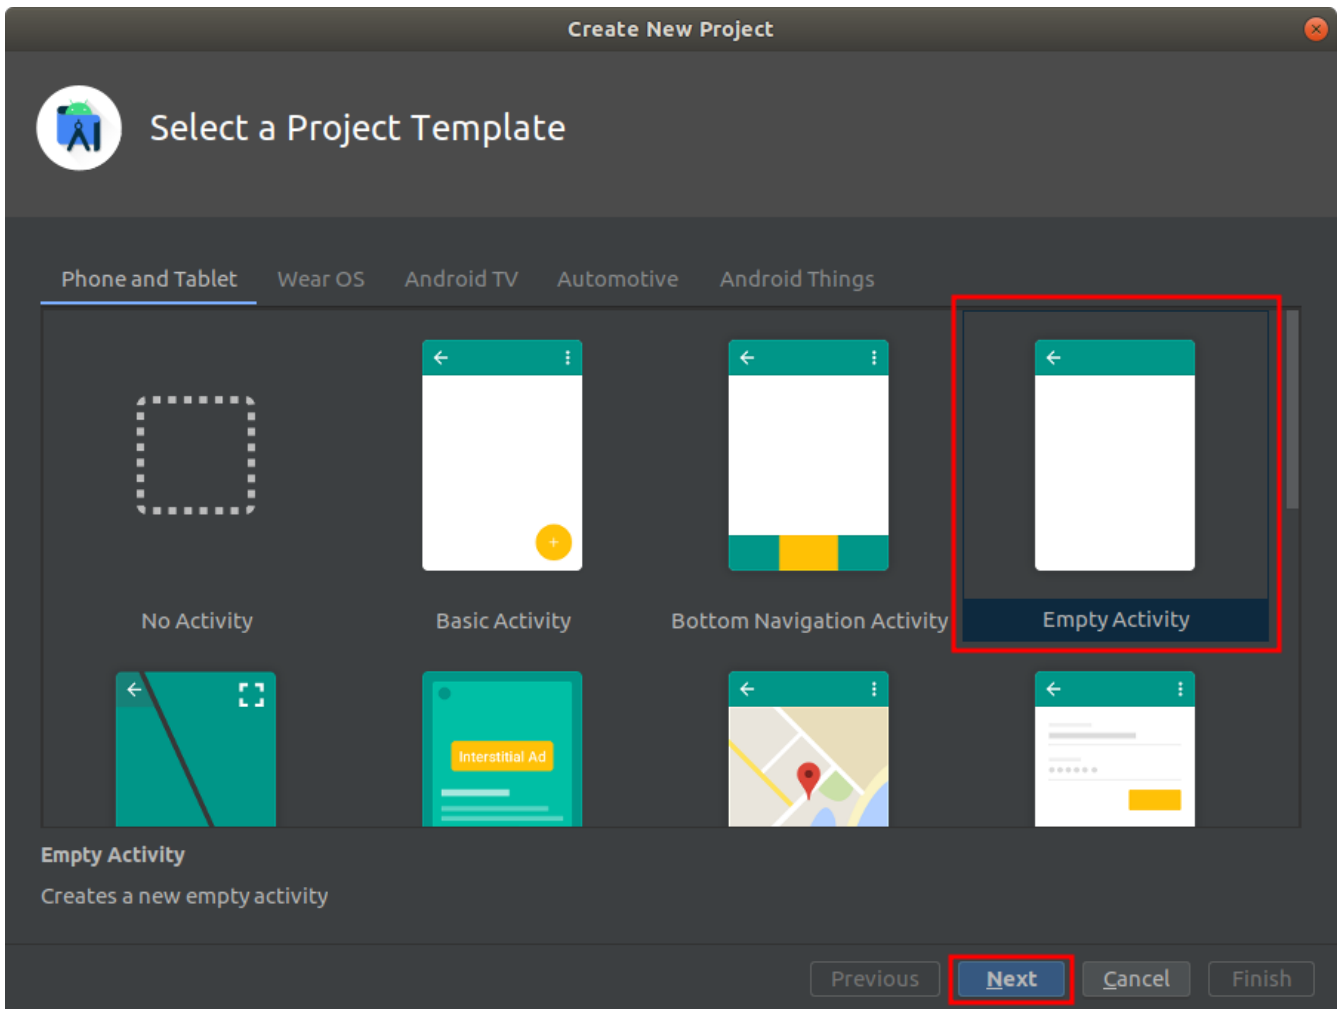 Create New Project
Select a Project Template
Phone and Tablet Wear OS Android TV Automotive Android Things
No Activity Basic Activity Bottom Navigation Activity Empty Activity
Interstitial Ad
Empty Activity
Creates a new empty activity
Previous Next Cancel Finish